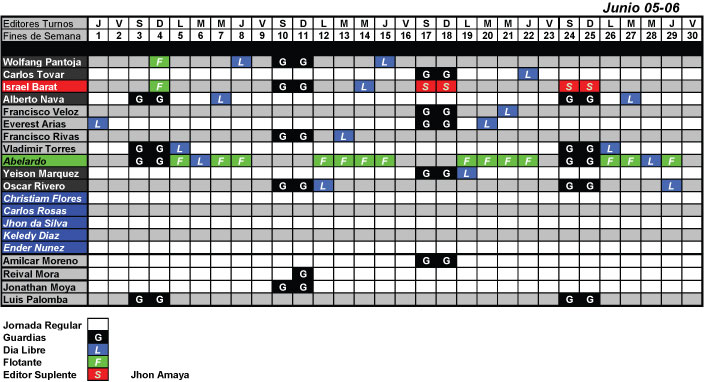 Junio 05-06
Editores Turnos J V S D L M M J V S D L M M J V S D L M M J V S D L M M J V
Fines de Semana 1 2 3 4 5 6 7 8 9 10 11 12 13 14 15 16 17 18 19 20 21 22 23 24 25 26 27 28 29 30
Wolfang Pantoja F L G G L
Carlos Tovar G G L
Israel Barat F G G L S S S S
Alberto Nava G G L G G L
Francisco Veloz G G L
Everest Arias L G G L
Francisco Rivas G G L
Vladimir Torres G G L G G L
Abelardo G G F L F F F F F F F F F F G G F F L F
Yeison Marquez G G L
Oscar Rivero G G L G G L
Christiam Flores
Carlos Rosas
Jhon da Silva
Keledy Diaz
Ender Nunez
Amilcar Moreno G G
Reival Mora G
Jonathan Moya G G
Luis Palomba G G G G
Jornada Regular
Guardias G
Dia Libre L
Flotante F
Editor Suplente S Jhon Amaya